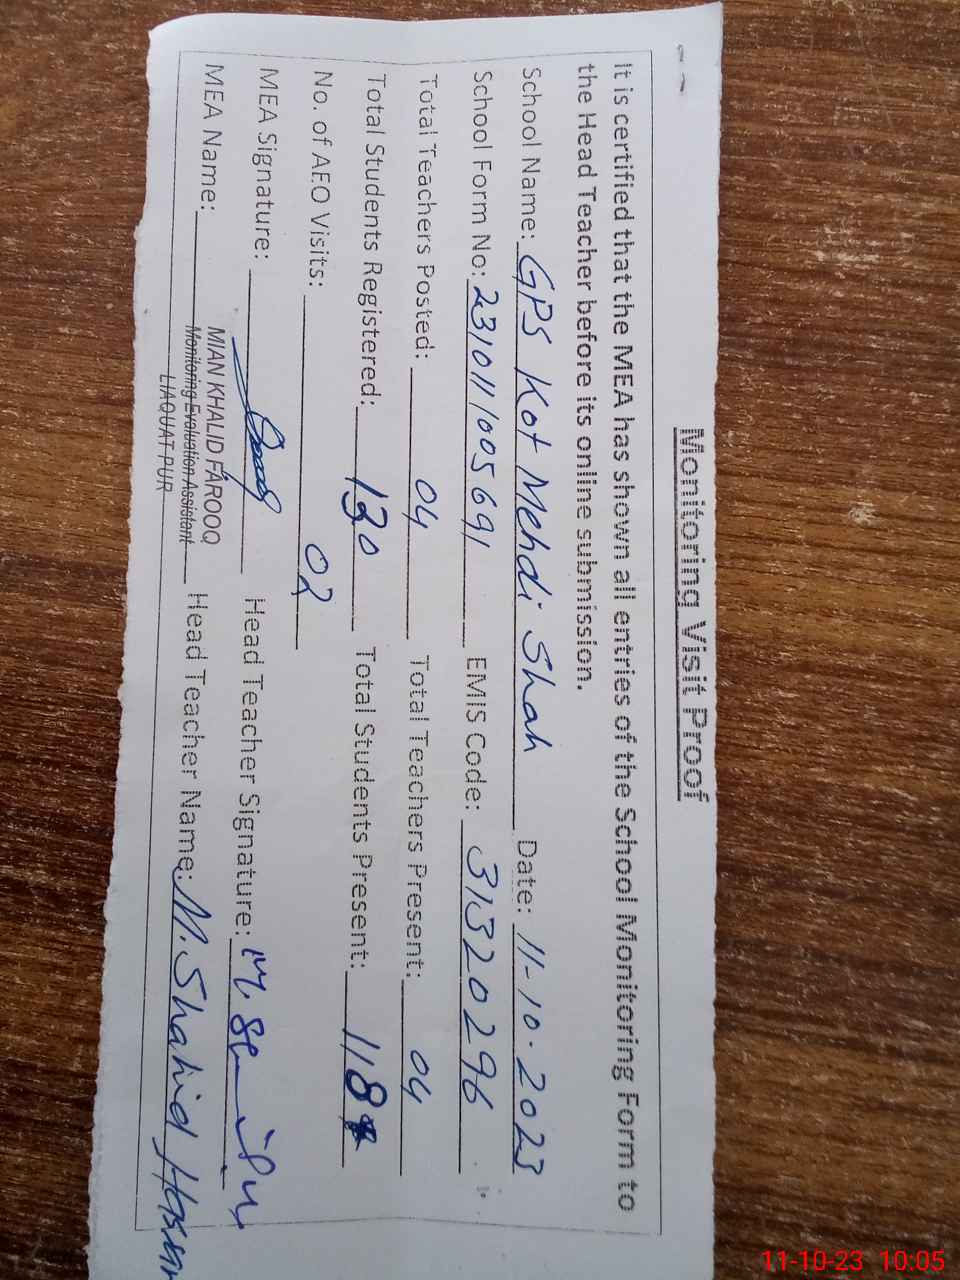 Monitoring Visit Proof
It is certified that the MEA has shown all entries of the School Monitoring Form to
the Head Teacher before its online submission.
School Name: GPS Kot Mehdi Shah Date: 11-10-2023
School Form No: 2310111005691 EMIS Code: 31320296
Total Teachers Posted: 04 Total Teachers Present: 04
Total Students Registered: 130 Total Students Present: 118
No. of AEO Visits: 02
MEA Signature: Head Teacher Signature:
MIAN KHALID FAROOQ
MEA Name: Monitoring Evaluation Assistant Head Teacher Name: M. Shahid Hassan
LIAQUAT PUR
11-10-23 10:05